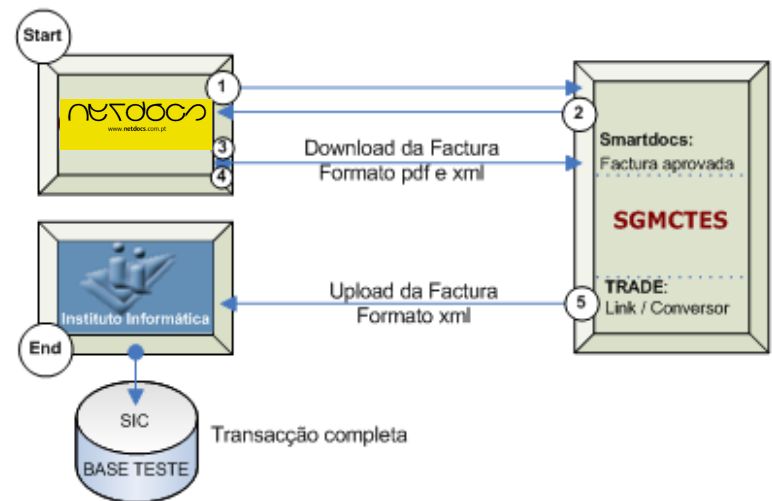 Start
1
netdocs
www.netdocs.com.pt
2
3
4
Download da Factura
Formato pdf e xml
Smartdocs:
Factura aprovada
SGMCTES
TRADE:
Link / Conversor
5
Upload da Factura
Formato xml
Instituto Informática
End
SIC
BASE TESTE
Transacção completa